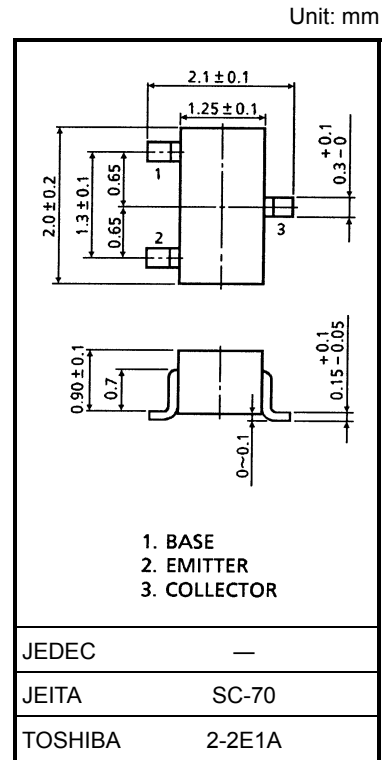 Unit: mm
2.1±0.1
1.25±0.1
+0.1
0.3-0
2.0±0.2
1.3±0.1
0.65
0.65
1
2
3
0.90±0.1
0.7
+0.1
0.15-0.05
0~0.1
1. BASE
2. EMITTER
3. COLLECTOR
JEDEC —
JEITA SC-70
TOSHIBA 2-2E1A